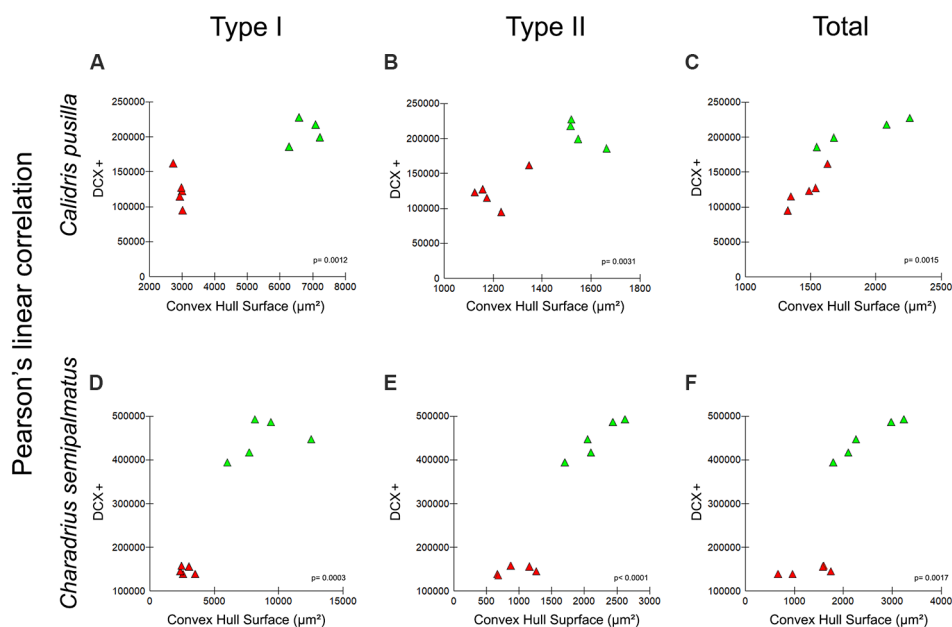 Type I
Type II
Total
Pearson's linear correlation
Calidris pusilla
A
250000
200000
150000
100000
50000
0
DCX +
2000 3000 4000 5000 6000 7000 8000
Convex Hull Surface (µm²)
p= 0.0012
B
250000
200000
150000
100000
50000
0
DCX +
1000 1200 1400 1600 1800
Convex Hull Surface (µm²)
p= 0.0031
C
250000
200000
150000
100000
50000
0
DCX +
1000 1500 2000 2500
Convex Hull Surface (µm²)
p= 0.0015
Charadrius semipalmatus
D
500000
400000
300000
200000
100000
DCX +
0 5000 10000 15000
Convex Hull Surface (µm²)
p= 0.0003
E
500000
400000
300000
200000
100000
DCX +
0 500 1000 1500 2000 2500 3000
Convex Hull Suprface (µm²)
p< 0.0001
F
500000
400000
300000
200000
100000
DCX +
0 1000 2000 3000 4000
Convex Hull Surface (µm²)
p= 0.0017